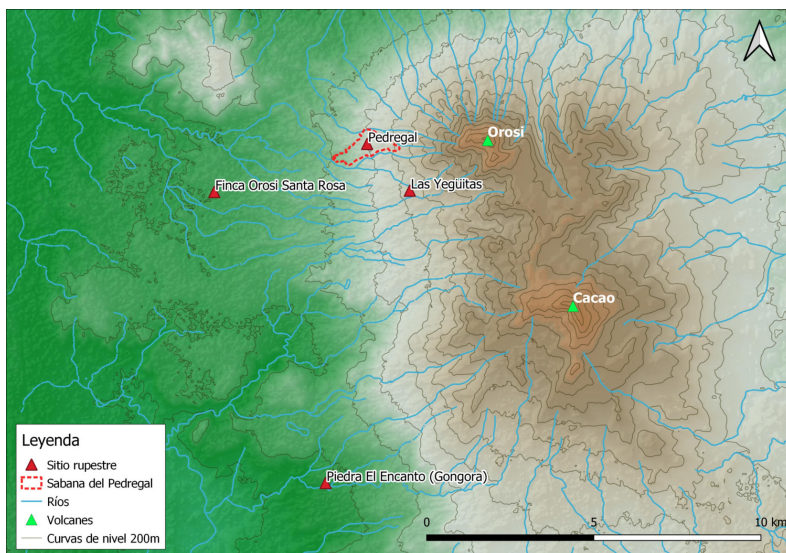 Pedregal
Orosi
Finca Orosi Santa Rosa
Las Yegüitas
Cacao
Piedra El Encanto (Gongora)
Leyenda
Sitio rupestre
Sabana del Pedregal
Ríos
Volcanes
Curvas de nivel 200m
0 5 10 km